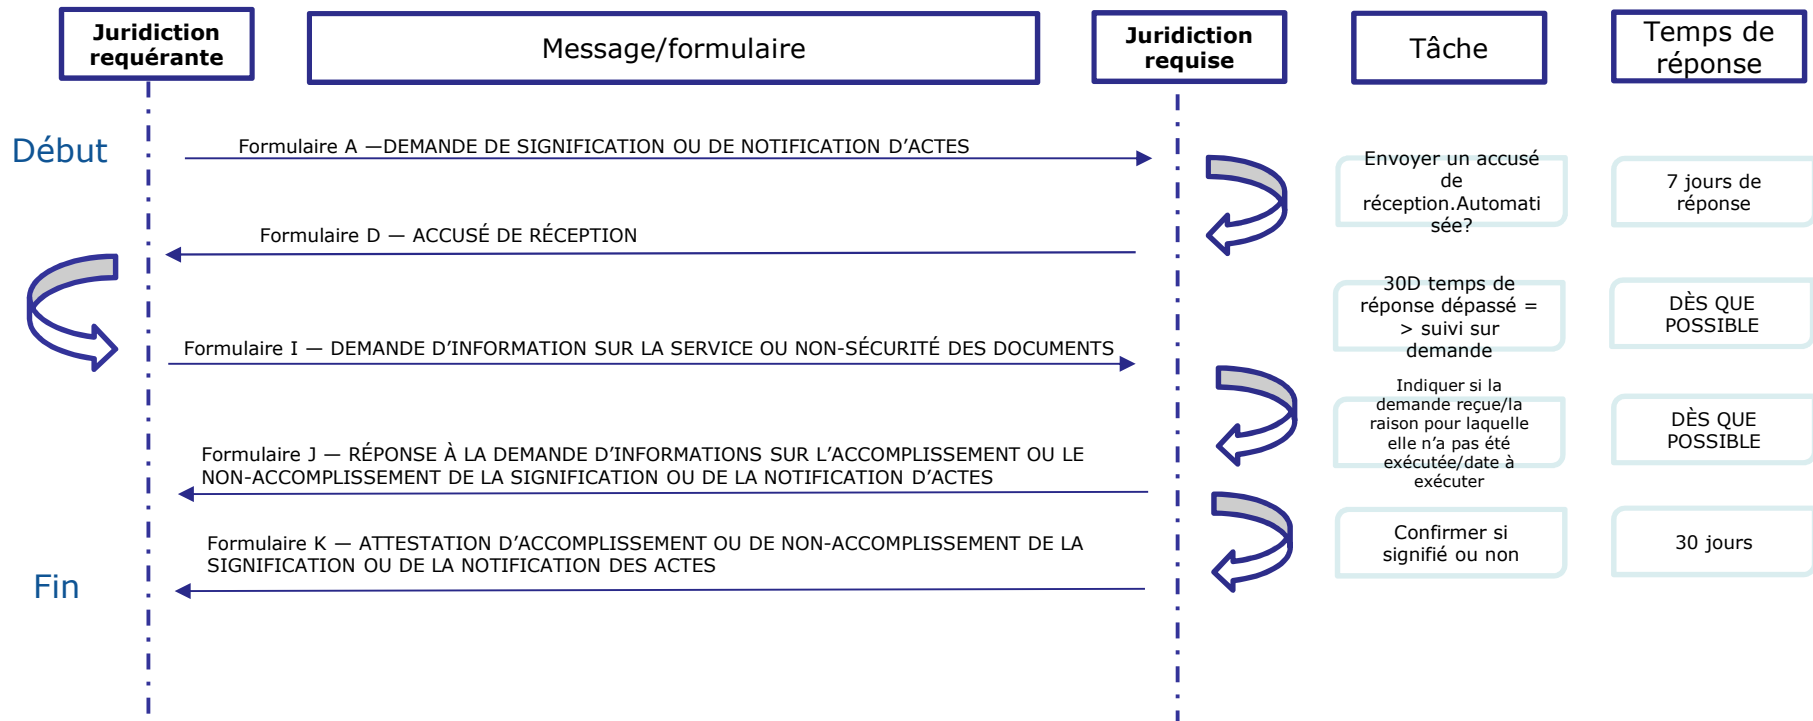 Juridiction
requérante
Message/formulaire
Juridiction
requise
Tâche
Temps de
réponse
Début
Formulaire A —DEMANDE DE SIGNIFICATION OU DE NOTIFICATION D’ACTES
Envoyer un accusé
de
réception.Automati
sée?
7 jours de
réponse
Formulaire D — ACCUSÉ DE RÉCEPTION
30D temps de
réponse dépassé =
> suivi sur
demande
DÈS QUE
POSSIBLE
Formulaire I — DEMANDE D’INFORMATION SUR LA SERVICE OU NON-SÉCURITÉ DES DOCUMENTS
Indiquer si la
demande reçue/la
raison pour laquelle
elle n’a pas été
exécutée/date à
exécuter
DÈS QUE
POSSIBLE
Formulaire J — RÉPONSE À LA DEMANDE D’INFORMATIONS SUR L’ACCOMPLISSEMENT OU LE
NON-ACCOMPLISSEMENT DE LA SIGNIFICATION OU DE LA NOTIFICATION D’ACTES
Formulaire K — ATTESTATION D’ACCOMPLISSEMENT OU DE NON-ACCOMPLISSEMENT DE LA
SIGNIFICATION OU DE LA NOTIFICATION DES ACTES
Confirmer si
signifié ou non
30 jours
Fin